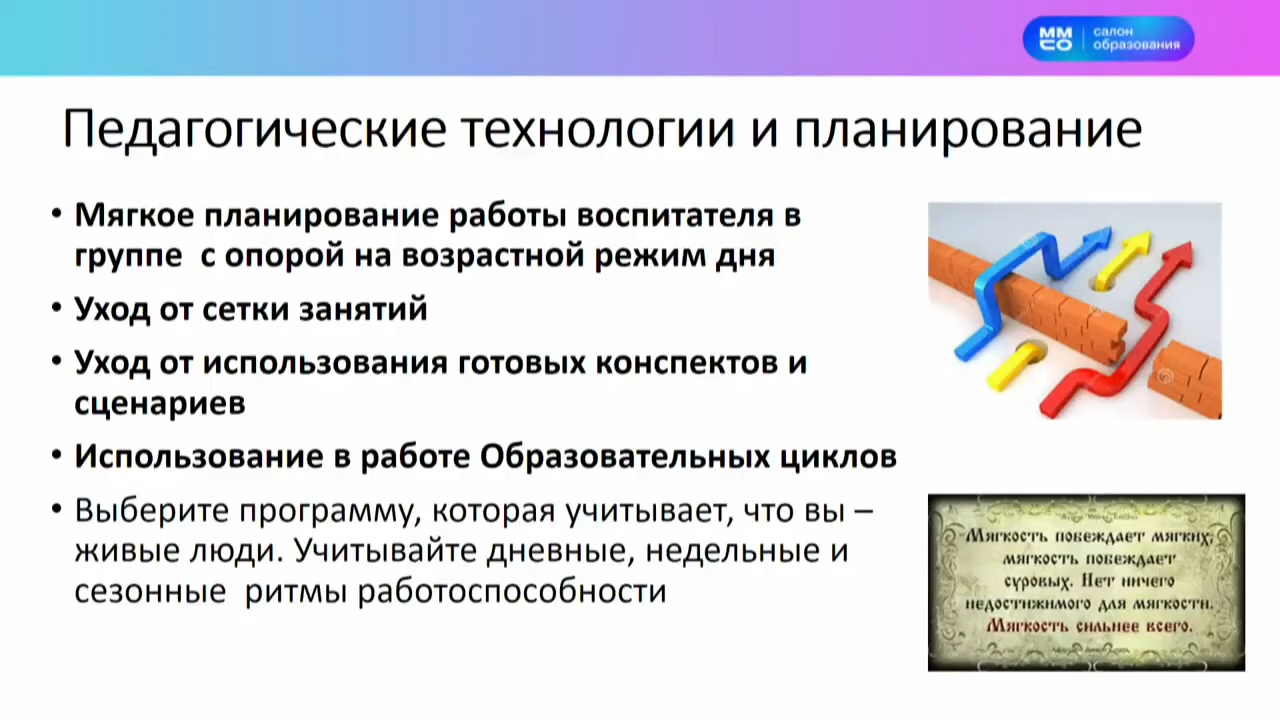 ММ
СО
салон
образования
Педагогические технологии и планирование
• Мягкое планирование работы воспитателя в
группе с опорой на возрастной режим дня
• Уход от сетки занятий
• Уход от использования готовых конспектов и
сценариев
• Использование в работе Образовательных циклов
• Выберите программу, которая учитывает, что вы –
живые люди. Учитывайте дневные, недельные и
сезонные ритмы работоспособности
Мягкость побеждает мягких,
мягкость побеждает
суровых. Нет ничего
недостижимого для мягкости.
Мягкость сильнее всего.